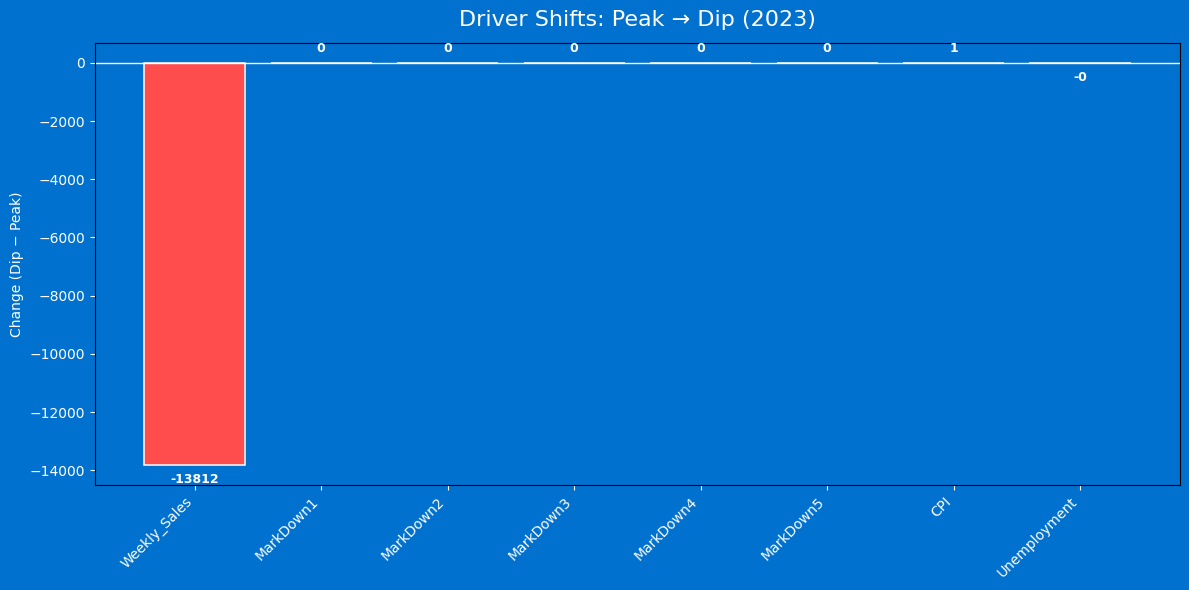 Driver Shifts: Peak → Dip (2023)
0 0 0 0 0 1
-0
-13812
Change (Dip − Peak)
0
−2000
−4000
−6000
−8000
−10000
−12000
−14000
Weekly_Sales
MarkDown1
MarkDown2
MarkDown3
MarkDown4
MarkDown5
CPI
Unemployment